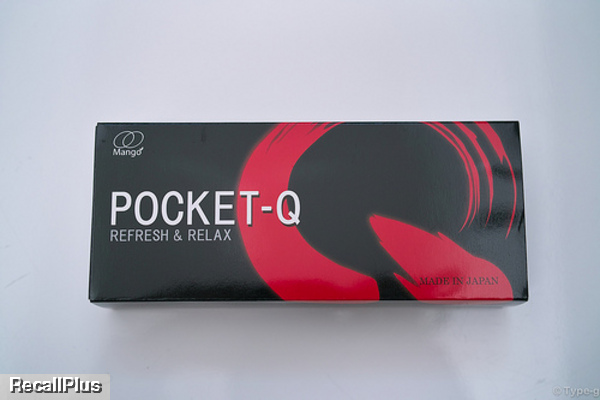 Mango
POCKET-Q
REFRESH & RELAX
MADE IN JAPAN
RecallPlus
© Type-g